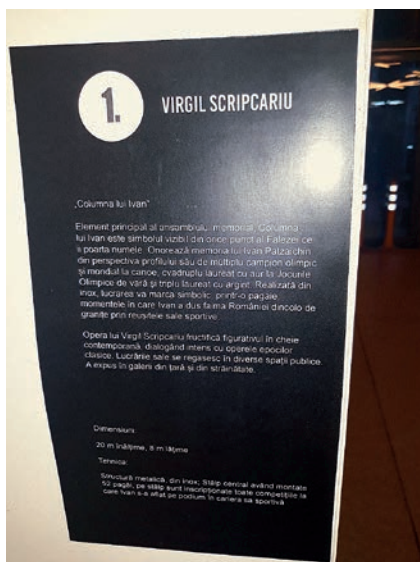 1.
VIRGIL SCRIPCARIU
„Columna lui Ivan”
Element principal al ansamblului memorial, Columna
lui Ivan este simbolul vizibil din orice punct al Falezei ce
îi poarta numele. Onorează memoria lui Ivan Patzaichin
din perspectiva profilului său de multiplu campion olimpic
și mondial la canoe, cvadruplu laureat cu aur la Jocurile
Olimpice de vară și triplu laureat cu argint. Realizată din
inox, lucrarea va marca simbolic, printr-o pagaie,
momentele în care Ivan a dus faima României dincolo de
granițe prin reușitele sale sportive.
Opera lui Virgil Scripcariu fructifică figurativul în cheie
contemporană, dialogând intens cu operele epocilor
clasice. Lucrările sale se regasesc în diverse spații publice.
A expus în galerii din țară și din străinătate.
Dimensiuni:
20 m înălțime, 8 m lățime
Tehnica:
Structură metalică, din inox; Stâlp central având montate
52 pagăi, pe stâlp sunt inscripționate toate competițiile la
care Ivan s-a aflat pe podium în cariera sa sportivă